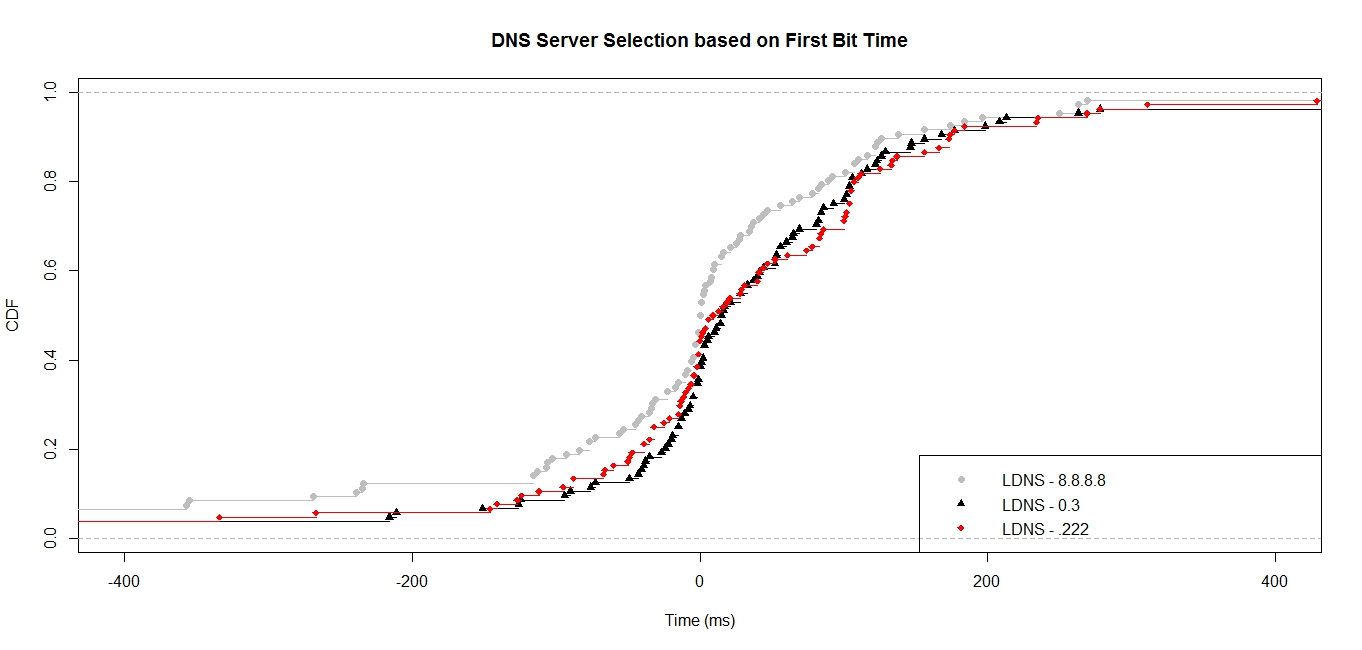 DNS Server Selection based on First Bit Time
CDF
1.0
0.8
0.6
0.4
0.2
0.0
LDNS - 8.8.8.8
LDNS - 0.3
LDNS - .222
-400 -200 0 200 400
Time (ms)